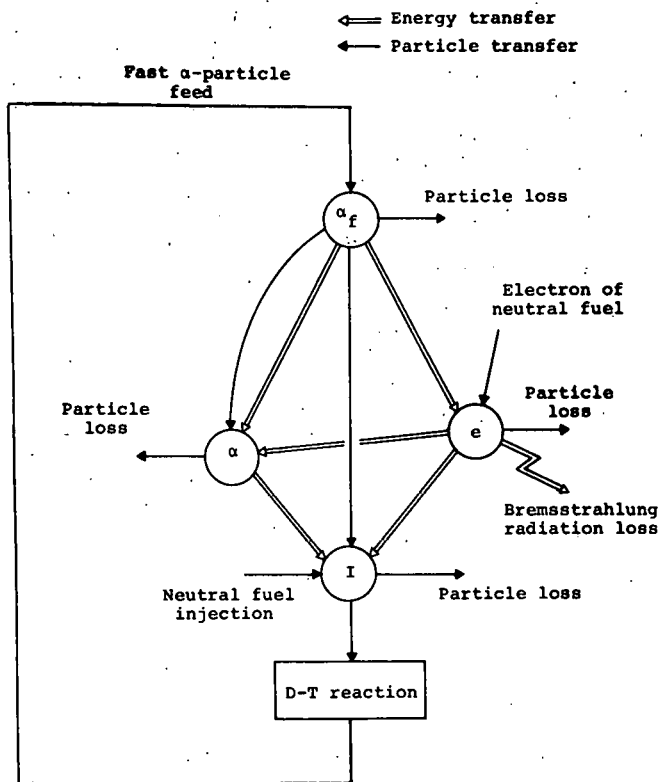 Energy transfer
Particle transfer
Fast α-particle
feed
αf
Particle loss
Electron of
neutral fuel
Particle
loss
Particle
loss
e
α
Bremsstrahlung
radiation loss
I
Neutral fuel
injection
Particle loss
D-T reaction